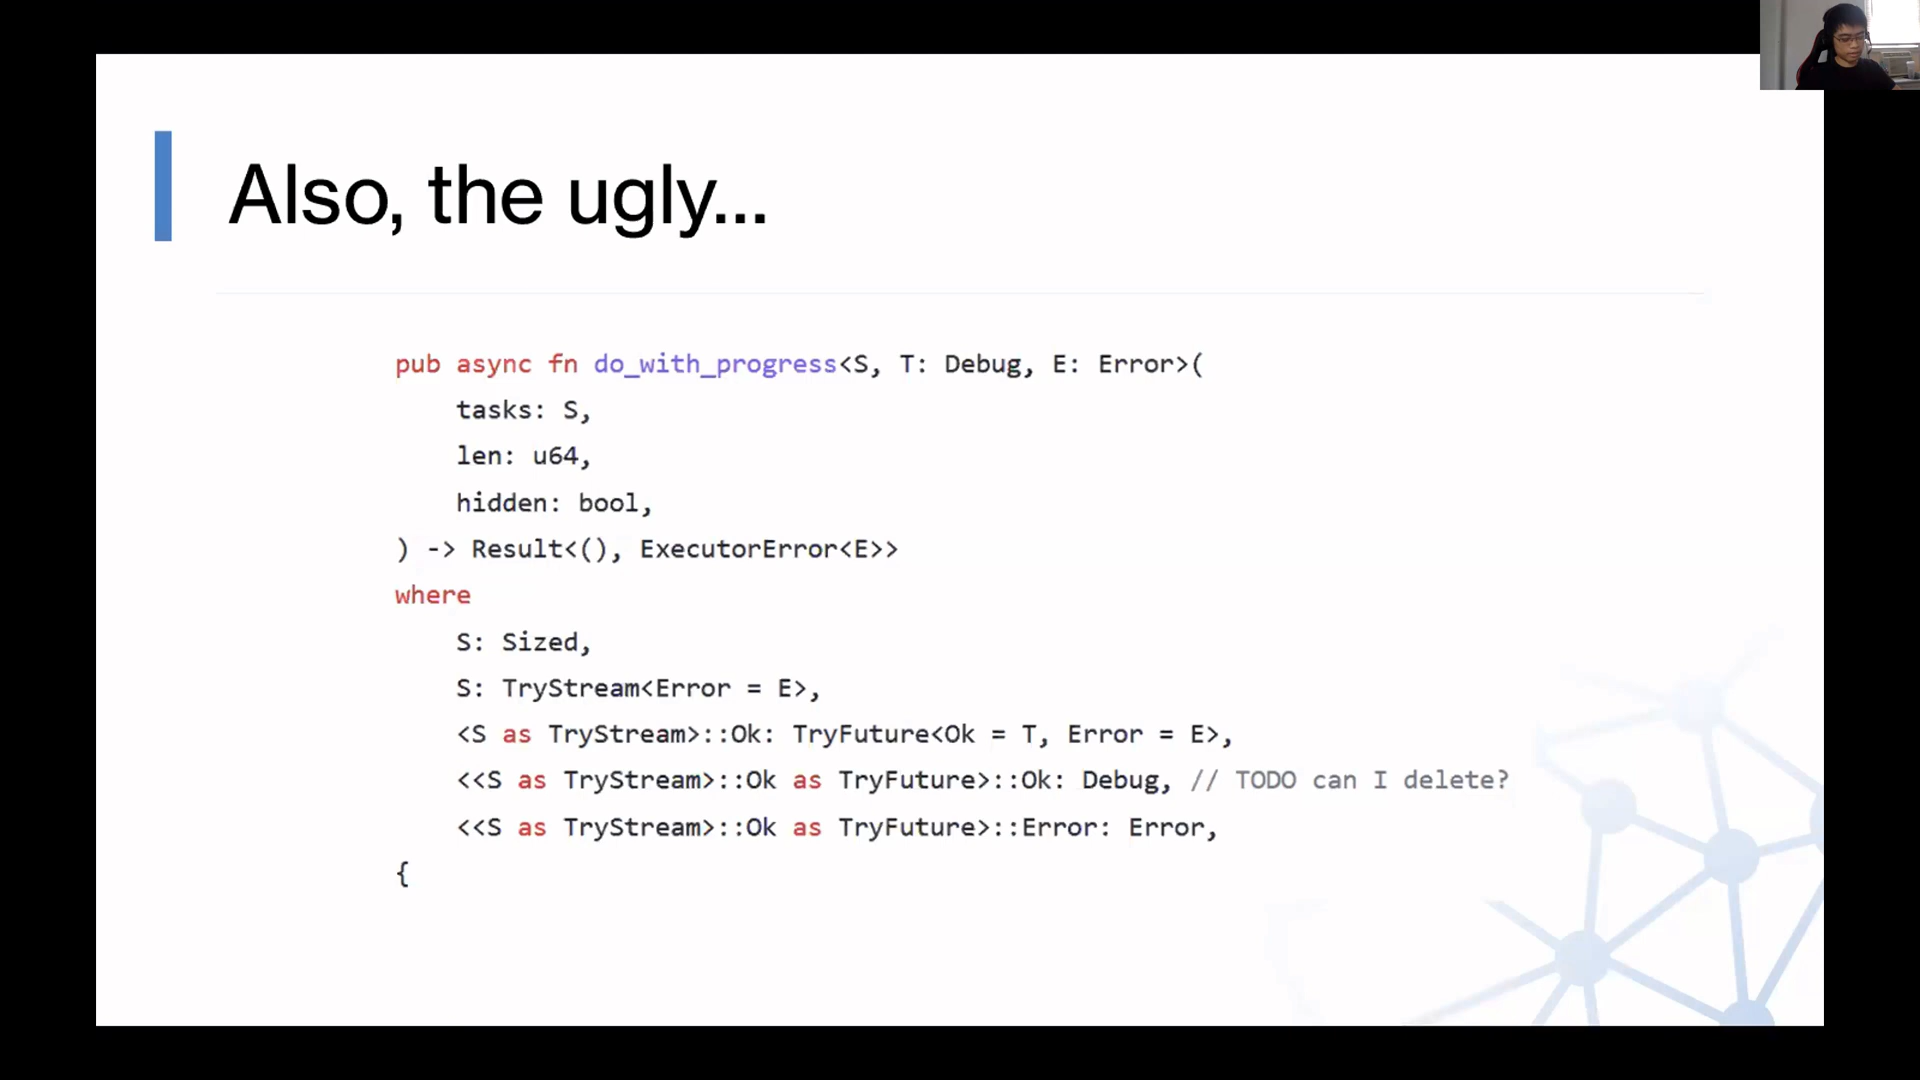 Also, the ugly...
pub async fn do_with_progress<S, T: Debug, E: Error>(
    tasks: S,
    len: u64,
    hidden: bool,
) -> Result<(), ExecutorError<E>>
where
    S: Sized,
    S: TryStream<Error = E>,
    <S as TryStream>::Ok: TryFuture<Ok = T, Error = E>,
    <<S as TryStream>::Ok as TryFuture>::Ok: Debug, // TODO can I delete?
    <<S as TryStream>::Ok as TryFuture>::Error: Error,
{